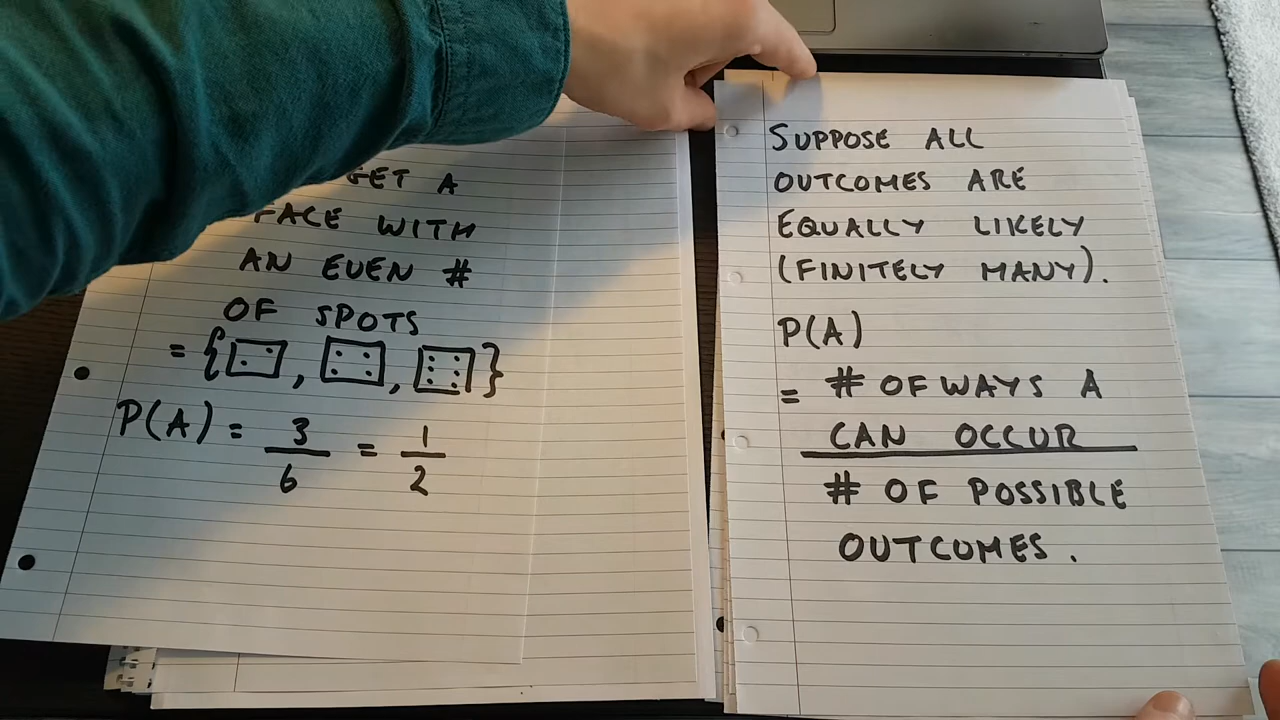 GET A
FACE WITH
AN EVEN #
OF SPOTS
= { , , }
P(A) = 3/6 = 1/2
SUPPOSE ALL
OUTCOMES ARE
EQUALLY LIKELY
(FINITELY MANY).
P(A)
= # OF WAYS A
CAN OCCUR
# OF POSSIBLE
OUTCOMES.